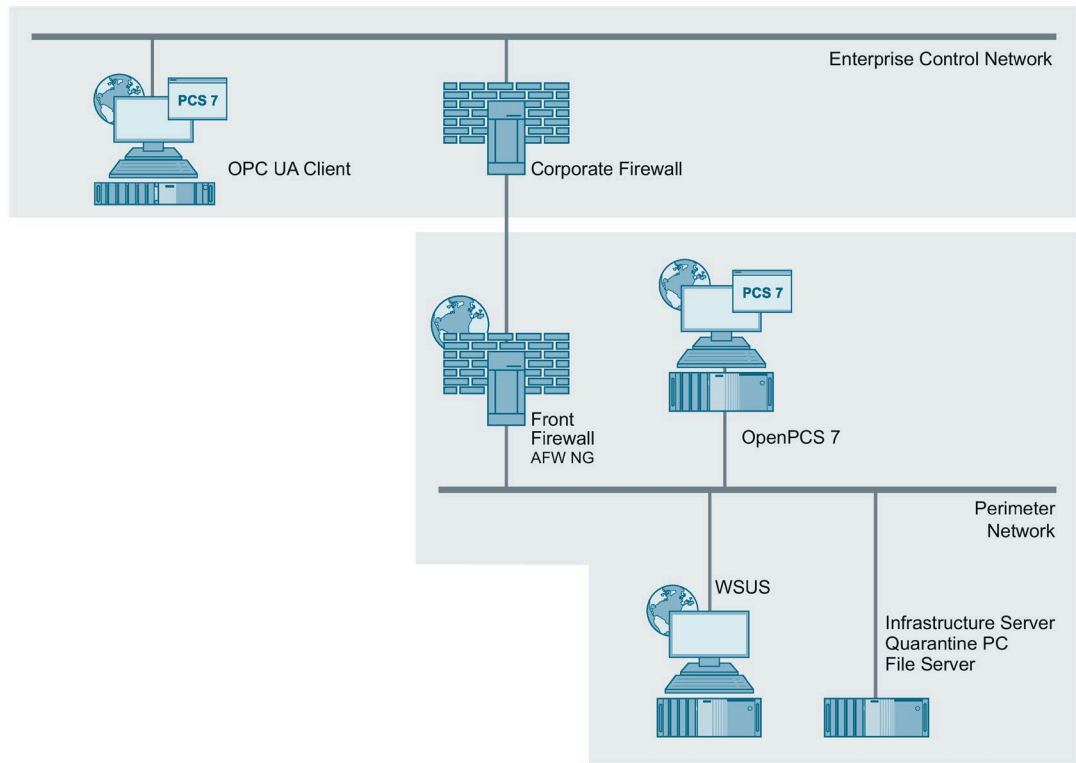 Enterprise Control Network
PCS 7
OPC UA Client
Corporate Firewall
PCS 7
Front
Firewall
AFW NG
OpenPCS 7
Perimeter
Network
WSUS
Infrastructure Server
Quarantine PC
File Server